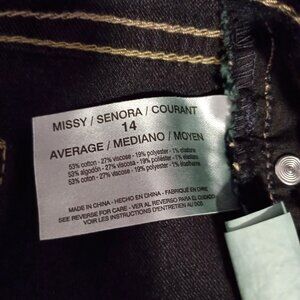 MISSY / SENORA / COURANT
14
AVERAGE / MEDIANO / MOYEN
53% cotton - 27% viscose - 19% polyester - 1% elastane
53% algodón - 27% viscosa - 19% poliéster - 1% elastano
53% coton - 27% viscose - 19% polyester - 1% élasthanne
MADE IN CHINA - HECHO EN CHINA - FABRIQUÉ EN CHINE
SEE REVERSE FOR CARE - VER AL REVERSO PARA EL CUIDADO
VOIR LES INSTRUCTIONS D'ENTRETIEN AU DOS